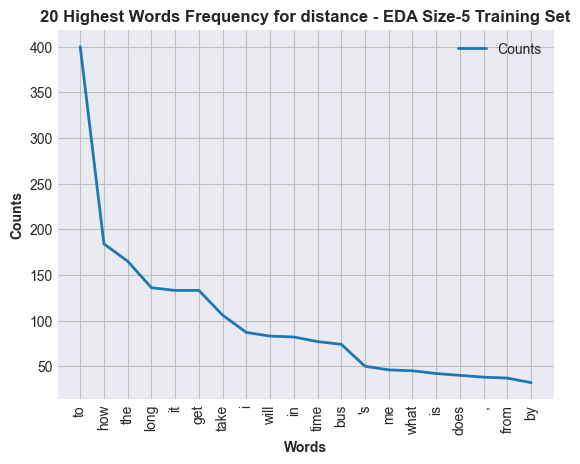 20 Highest Words Frequency for distance - EDA Size-5 Training Set
Counts
400
350
300
250
200
150
100
50
Counts
to
how
the
long
it
get
take
i
will
in
time
bus
's
me
what
is
does
,
from
by
Words